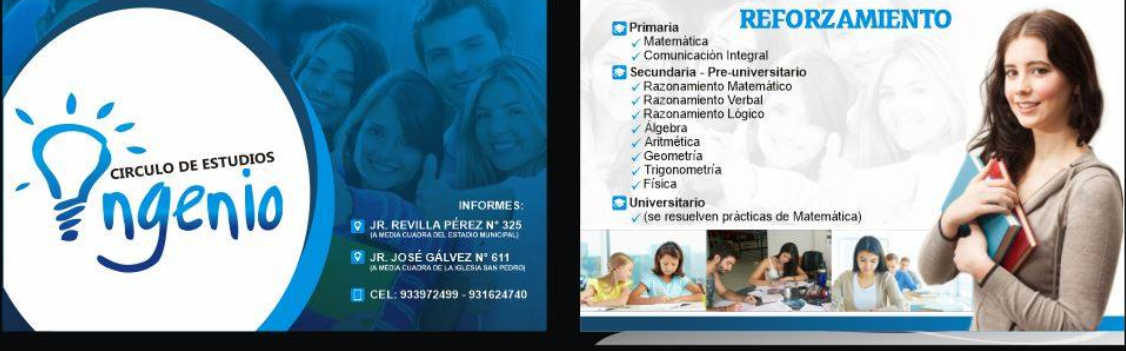 CIRCULO DE ESTUDIOS
Ingenio
INFORMES:
JR. REVILLA PÉREZ N° 325
(A MEDIA CUADRA DEL ESTADIO MUNICIPAL)
JR. JOSÉ GÁLVEZ N° 611
(A MEDIA CUADRA DE LA IGLESIA SAN PEDRO)
CEL: 933972499 - 931624740
REFORZAMIENTO
Primaria
Matemática
Comunicación Integral
Secundaria - Pre-universitario
Razonamiento Matemático
Razonamiento Verbal
Razonamiento Lógico
Álgebra
Aritmética
Geometría
Trigonometría
Física
Universitario
(se resuelven prácticas de Matemática)